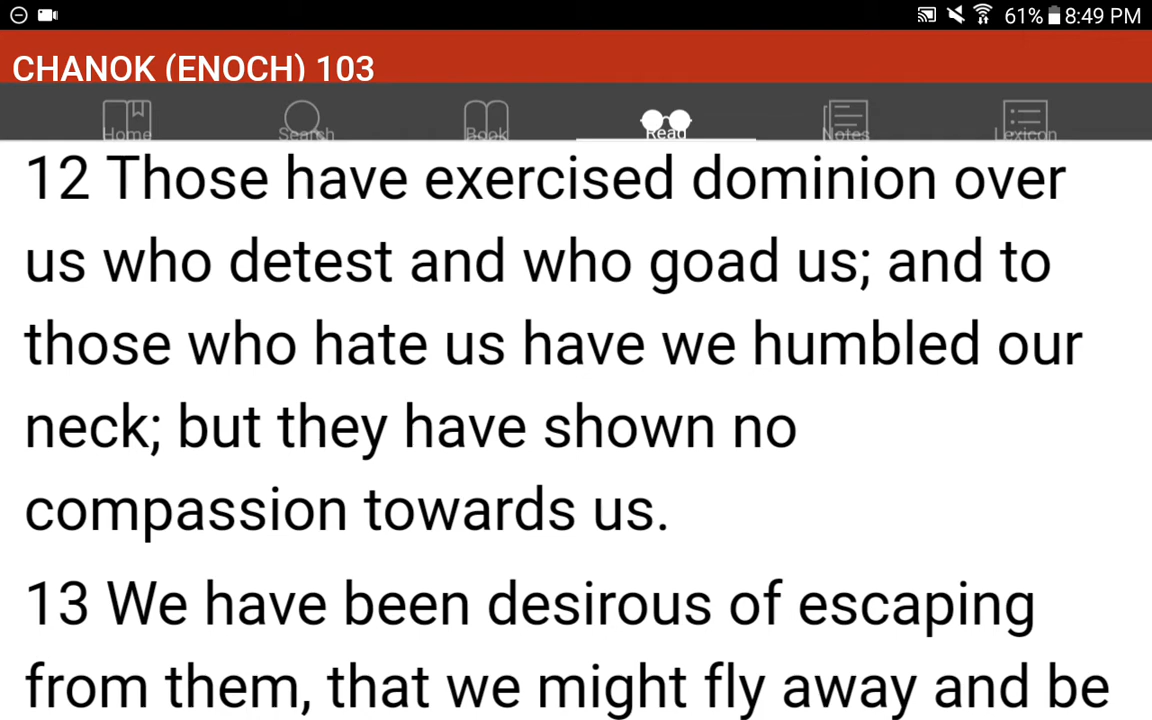 61% 8:49 PM
CHANOK (ENOCH) 103
Home Search Book Read Notes Lexicon
12 Those have exercised dominion over
us who detest and who goad us; and to
those who hate us have we humbled our
neck; but they have shown no
compassion towards us.
13 We have been desirous of escaping
from them, that we might fly away and be